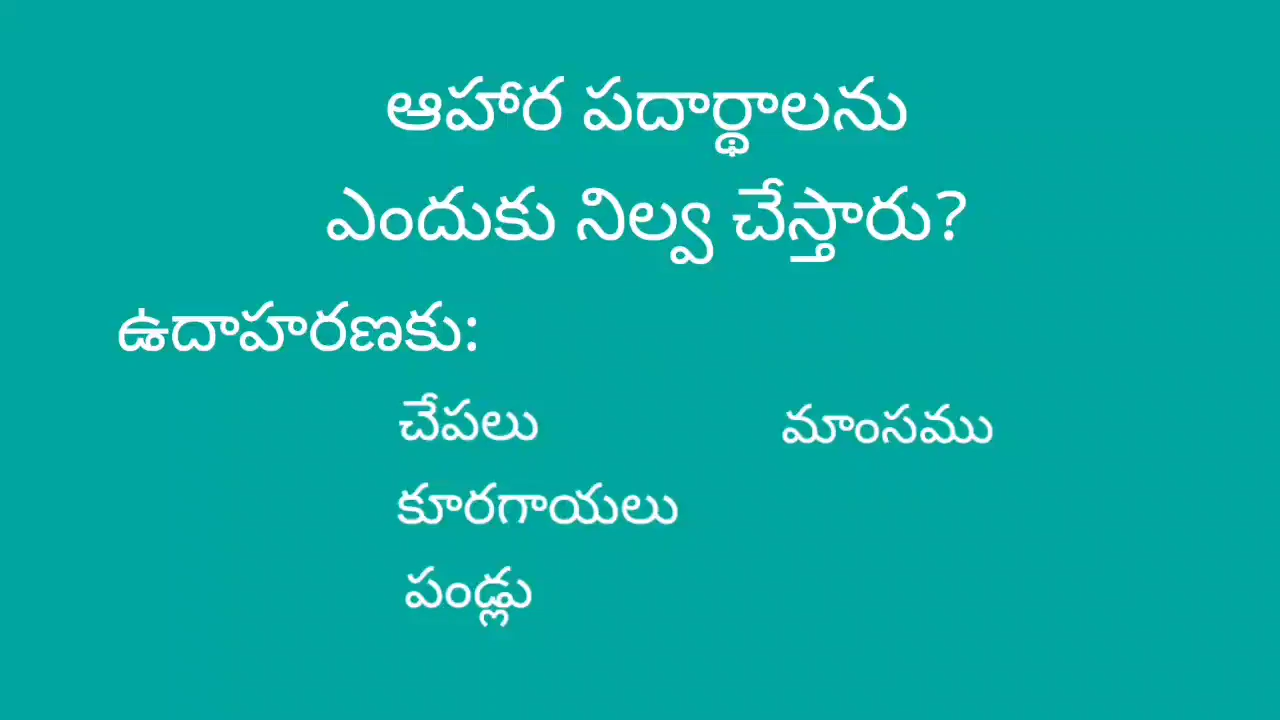 ఆహార పదార్థాలను
ఎందుకు నిల్వ చేస్తారు?
ఉదాహరణకు:
చేపలు మాంసము
కూరగాయలు
పండ్లు